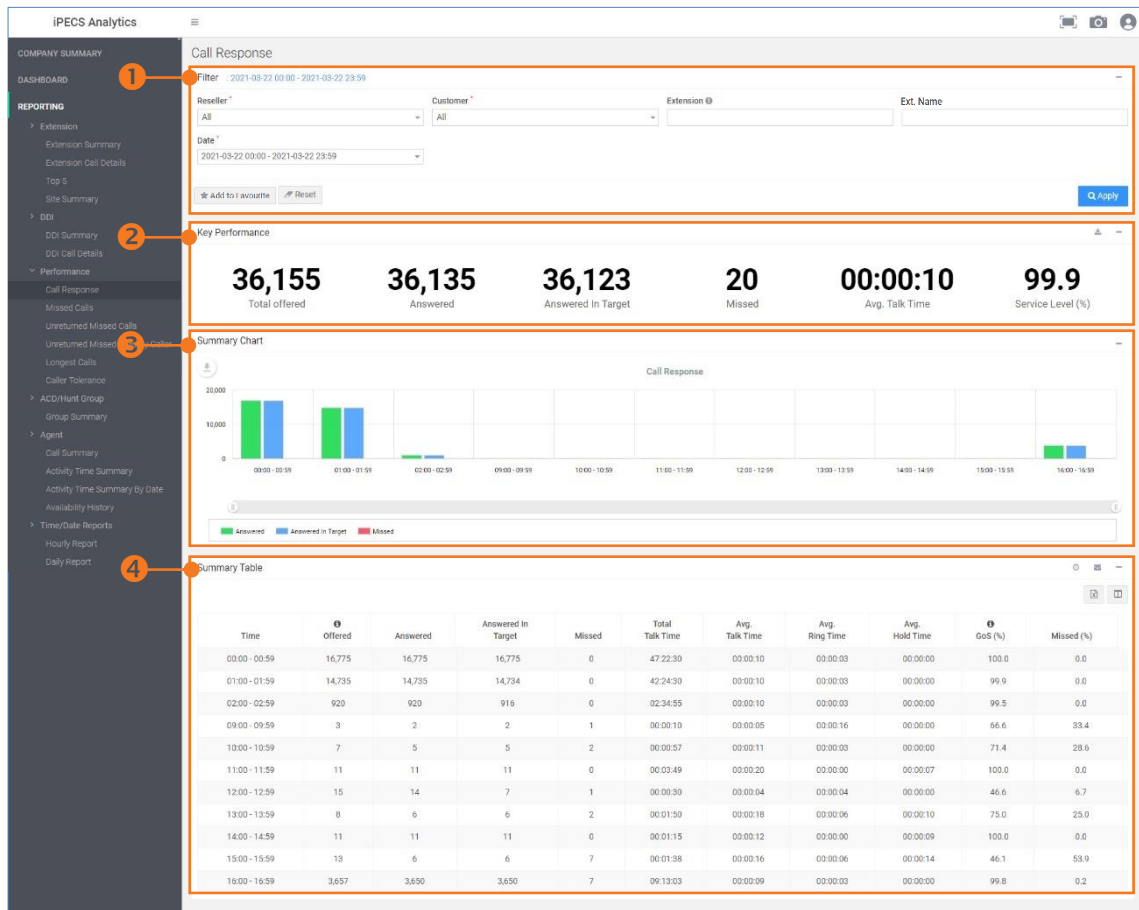 iPECS Analytics
COMPANY SUMMARY
DASHBOARD
REPORTING
Extension
Extension Summary
Extension Call Details
Top 5
Site Summary
DDI
DDI Summary
DDI Call Details
Performance
Call Response
Missed Calls
Unreturned Missed Calls
Unreturned Missed Caller
Longest Calls
Caller Tolerance
ACD/Hunt Group
Group Summary
Agent
Call Summary
Activity Time Summary
Activity Time Summary By Date
Availability History
Time/Date Reports
Hourly Report
Daily Report
Call Response
1
Filter : 2021-03-22 00:00 - 2021-03-22 23:59
Reseller * Customer * Extension Ext. Name
All All
Date *
2021-03-22 00:00 - 2021-03-22 23:59
Add to Favourite Reset Apply
2
Key Performance
36,155 36,135 36,123 20 00:00:10 99.9
Total offered Answered Answered In Target Missed Avg. Talk Time Service Level (%)
3
Summary Chart
Call Response
20,000
10,000
0
00:00 - 00:59 01:00 - 01:59 02:00 - 02:59 09:00 - 09:59 10:00 - 10:59 11:00 - 11:59 12:00 - 12:59 13:00 - 13:59 14:00 - 14:59 15:00 - 15:59 16:00 - 16:59
Answered Answered In Target Missed
4
Summary Table
Answered In Total Avg. Avg. Avg.
Time Offered Answered Target Missed Talk Time Talk Time Ring Time Hold Time GoS (%) Missed (%)
00:00 - 00:59 16,775 16,775 16,775 0 47:22:30 00:00:10 00:00:03 00:00:00 100.0 0.0
01:00 - 01:59 14,735 14,735 14,734 0 42:24:30 00:00:10 00:00:03 00:00:00 99.9 0.0
02:00 - 02:59 920 920 916 0 02:34:55 00:00:10 00:00:03 00:00:00 99.5 0.0
09:00 - 09:59 3 2 2 1 00:00:10 00:00:05 00:00:16 00:00:00 66.6 33.4
10:00 - 10:59 7 5 5 2 00:00:57 00:00:11 00:00:03 00:00:00 71.4 28.6
11:00 - 11:59 11 11 11 0 00:03:49 00:00:20 00:00:00 00:00:07 100.0 0.0
12:00 - 12:59 15 14 7 1 00:00:30 00:00:04 00:00:04 00:00:00 46.6 6.7
13:00 - 13:59 8 6 6 2 00:01:50 00:00:18 00:00:06 00:00:10 75.0 25.0
14:00 - 14:59 11 11 11 0 00:01:15 00:00:12 00:00:00 00:00:09 100.0 0.0
15:00 - 15:59 13 6 6 7 00:01:38 00:00:16 00:00:06 00:00:14 46.1 53.9
16:00 - 16:59 3,657 3,650 3,650 7 09:13:03 00:00:09 00:00:03 00:00:00 99.8 0.2